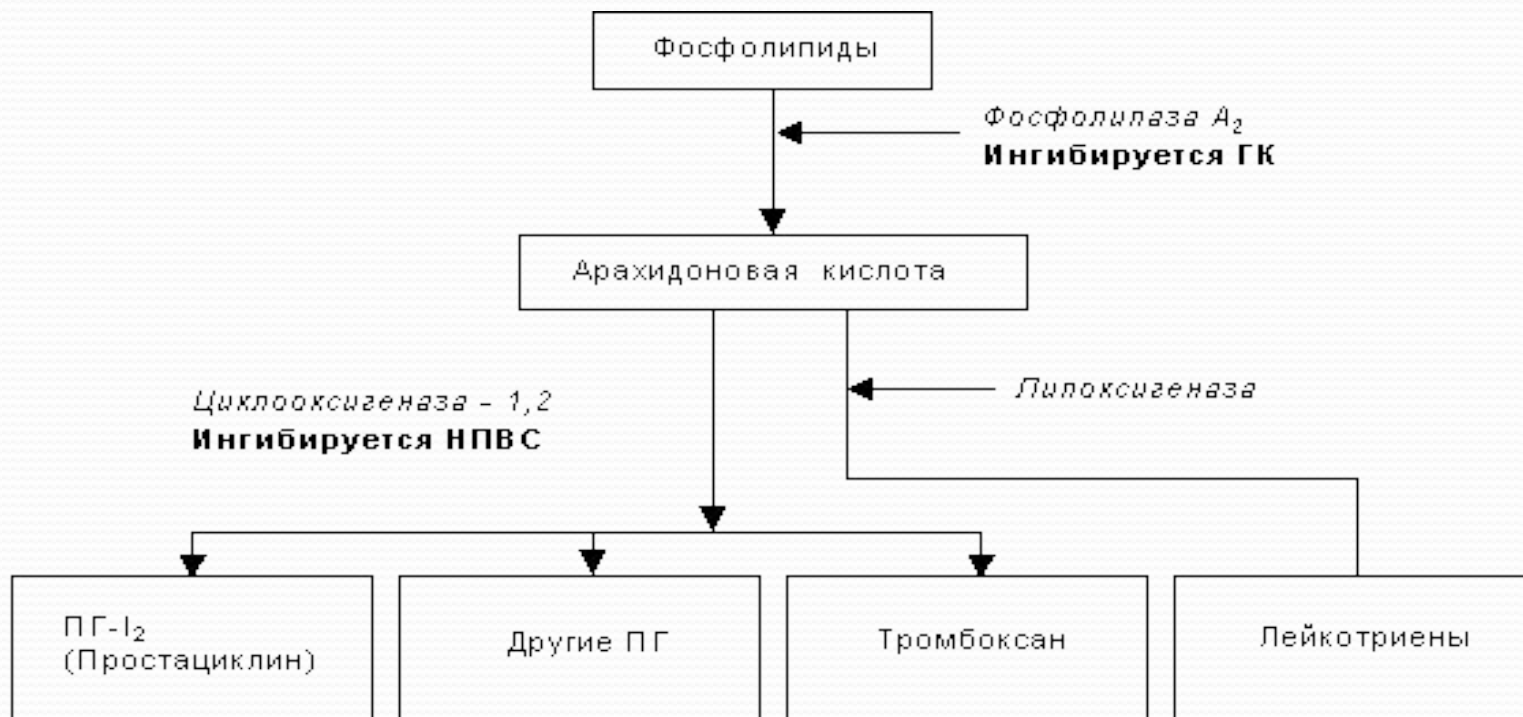 Фосфолипиды
Фосфолипаза А₂
Ингибируется ГК
Арахидоновая кислота
Циклооксигеназа – 1,2
Ингибируется НПВС
Липоксигеназа
ПГ-I₂
(Простациклин)
Другие ПГ
Тромбоксан
Лейкотриены